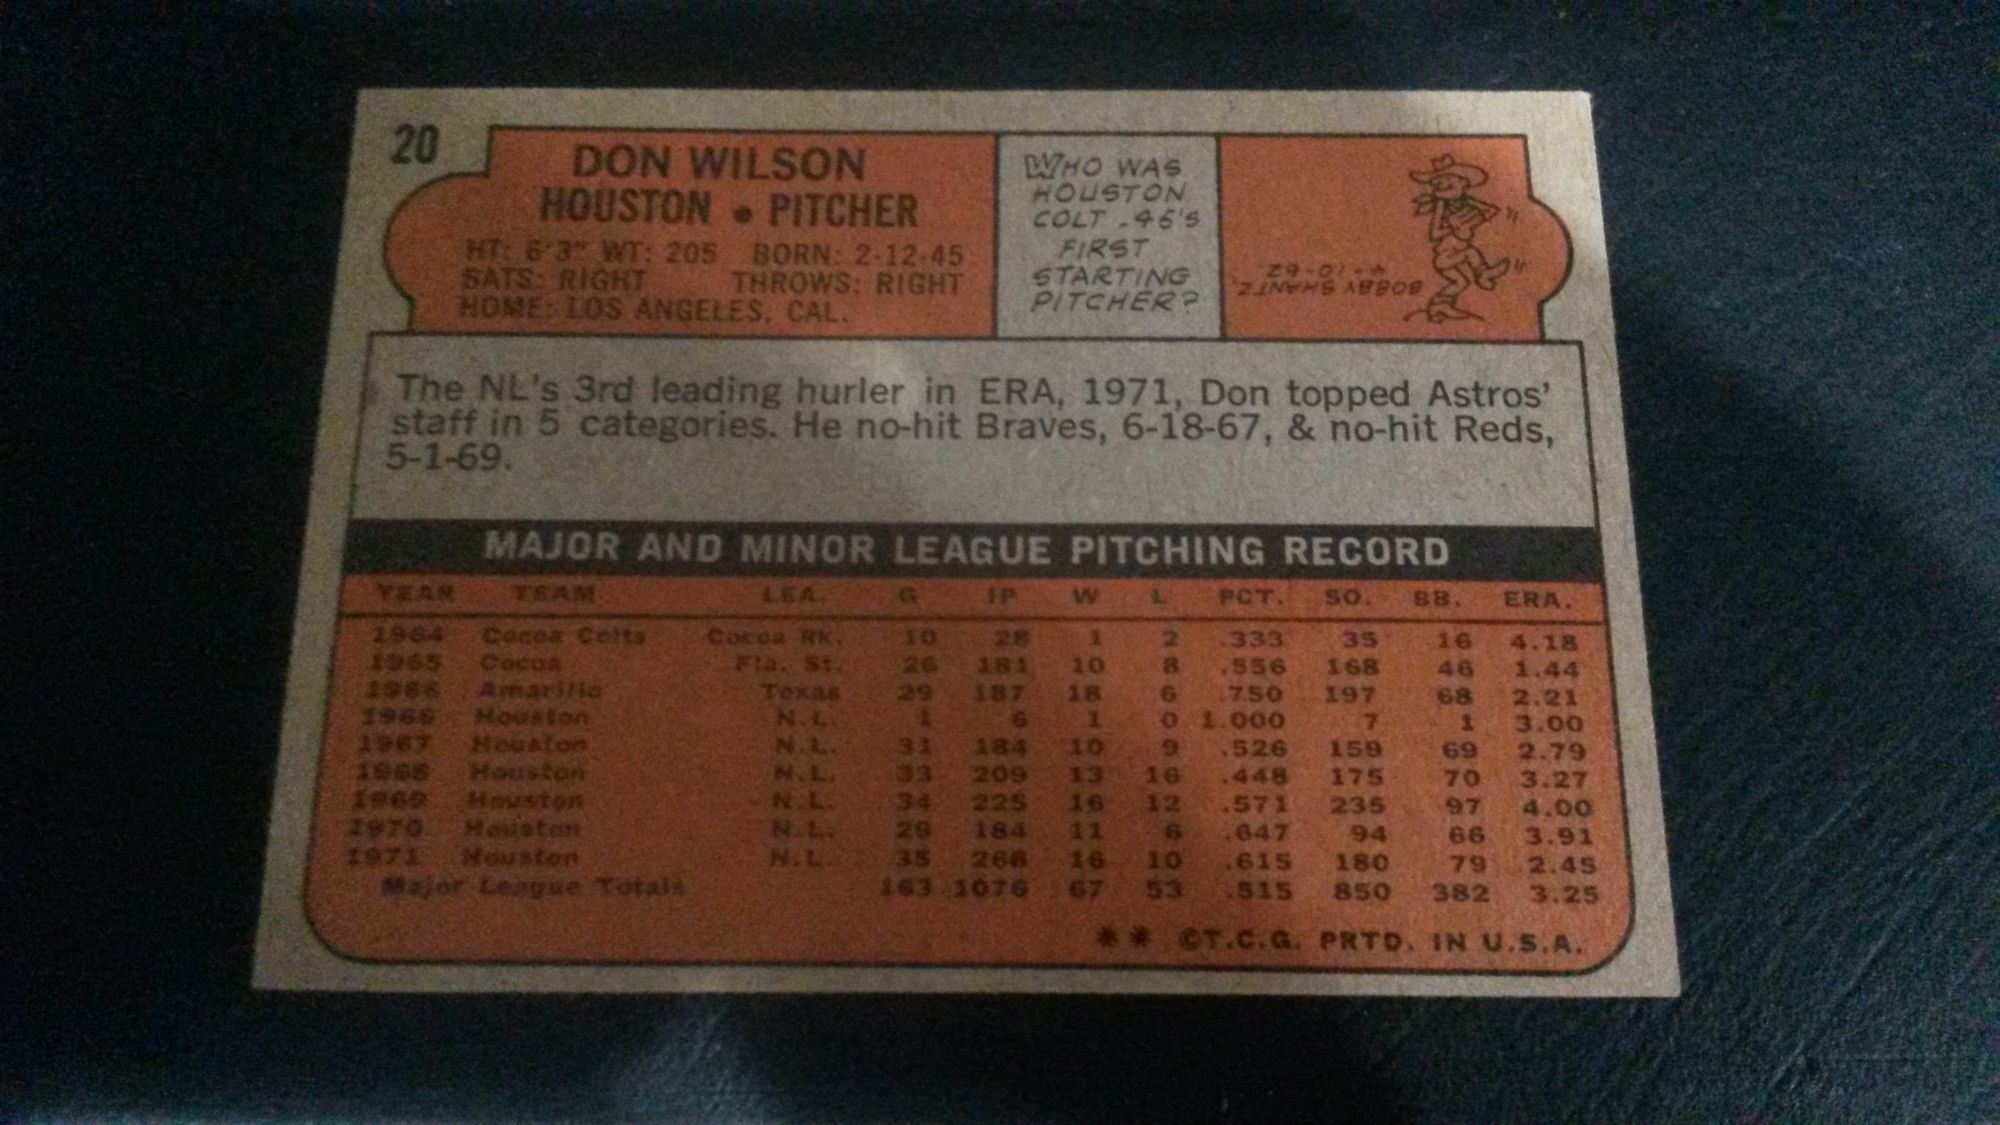 20
DON WILSON
HOUSTON • PITCHER
HT: 6'3" WT: 205 BORN: 2-12-45
BATS: RIGHT THROWS: RIGHT
HOME: LOS ANGELES, CAL.
WHO WAS
HOUSTON
COLT .46'S
FIRST
STARTING
PITCHER?
BOBBY SHANTZ
4-10-62
The NL's 3rd leading hurler in ERA, 1971, Don topped Astros'
staff in 5 categories. He no-hit Braves, 6-18-67, & no-hit Reds,
5-1-69.
MAJOR AND MINOR LEAGUE PITCHING RECORD
YEAR TEAM LEA. G IP W L PCT. SO. BB. ERA.
1964 Cocoa Colts Cocoa Rk. 10 28 1 2 .333 35 16 4.18
1965 Cocoa Fla. St. 26 181 10 8 .556 168 46 1.44
1966 Amarillo Texas 29 187 18 6 .750 197 68 2.21
1966 Houston N.L. 1 6 1 0 1.000 7 1 3.00
1967 Houston N.L. 31 184 10 9 .526 159 69 2.79
1968 Houston N.L. 33 209 13 16 .448 175 70 3.27
1969 Houston N.L. 34 225 16 12 .571 235 97 4.00
1970 Houston N.L. 29 184 11 6 .647 94 66 3.91
1971 Houston N.L. 35 268 16 10 .615 180 79 2.45
Major League Totals 163 1076 67 53 .515 850 382 3.25
** ©T.C.G. PRTD. IN U.S.A.